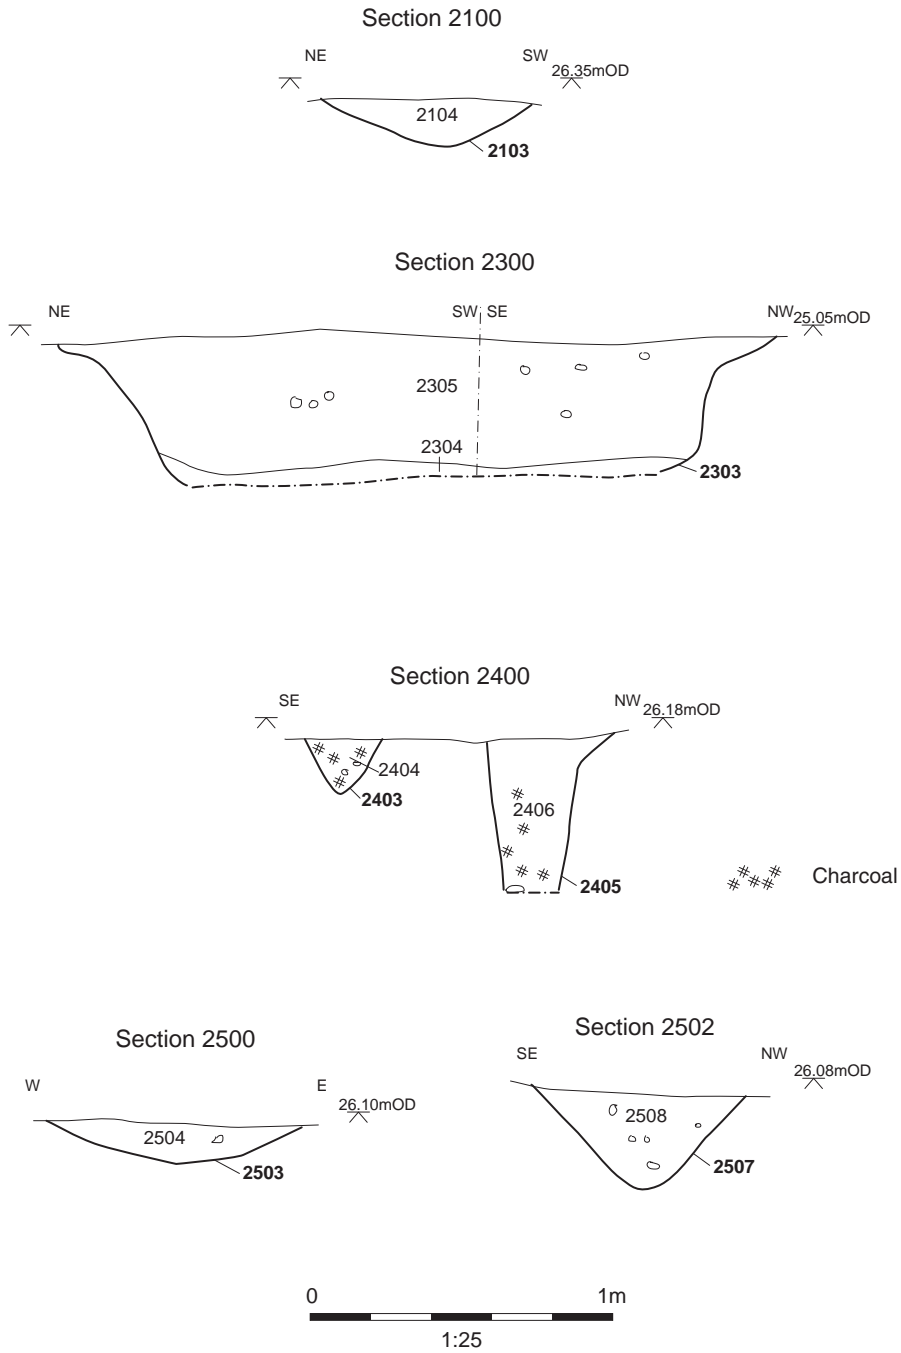 Section 2100
NE SW 26.35mOD
2104
2103
Section 2300
NE SW SE NW 25.05mOD
2305
2304
2303
Section 2400
SE NW 26.18mOD
2404
2403
2406
2405
Charcoal
Section 2500
W E 26.10mOD
2504
2503
Section 2502
SE NW 26.08mOD
2508
2507
0 1m
1:25